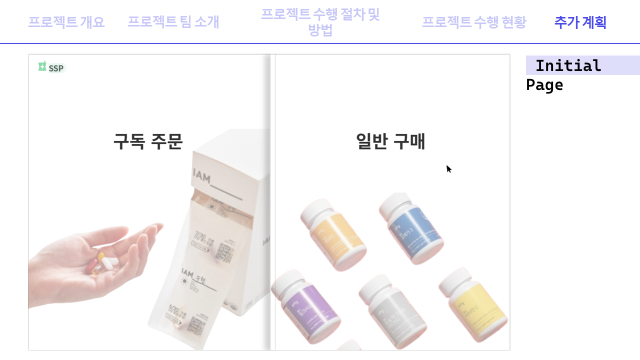 프로젝트 개요
프로젝트 팀 소개
프로젝트 수행 절차 및
방법
프로젝트 수행 현황
추가 계획
SSP
Initial
Page
구독 주문
일반 구매
IAM
IAM